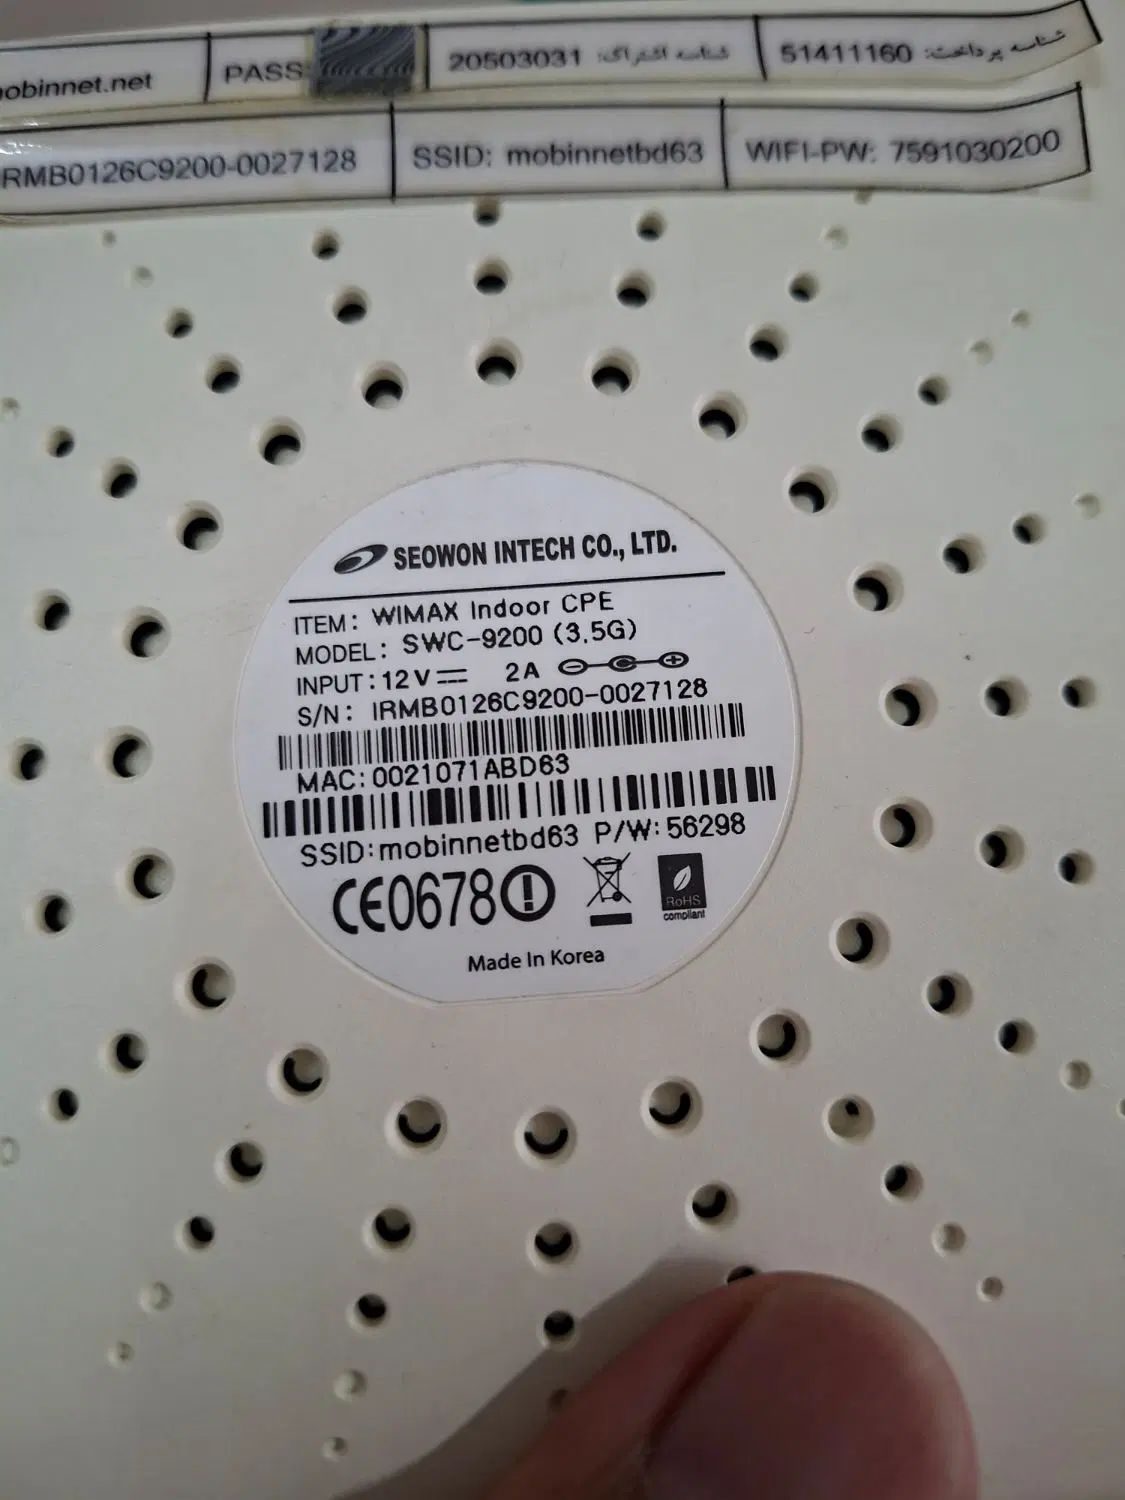 obinnet.net PASS 20503031 شناسه اشتراک: 51411160 شناسه پرداخت:
RMB0126C9200-0027128 SSID: mobinnetbd63 WIFI-PW: 7591030200
SEOWON INTECH CO., LTD.
ITEM: WIMAX Indoor CPE
MODEL: SWC-9200 (3.5G)
INPUT: 12V 2A
S/N: IRMB0126C9200-0027128
MAC:0021071ABD63
SSID:mobinnetbd63 P/W:56298
CE0678
RoHS
compliant
Made In Korea